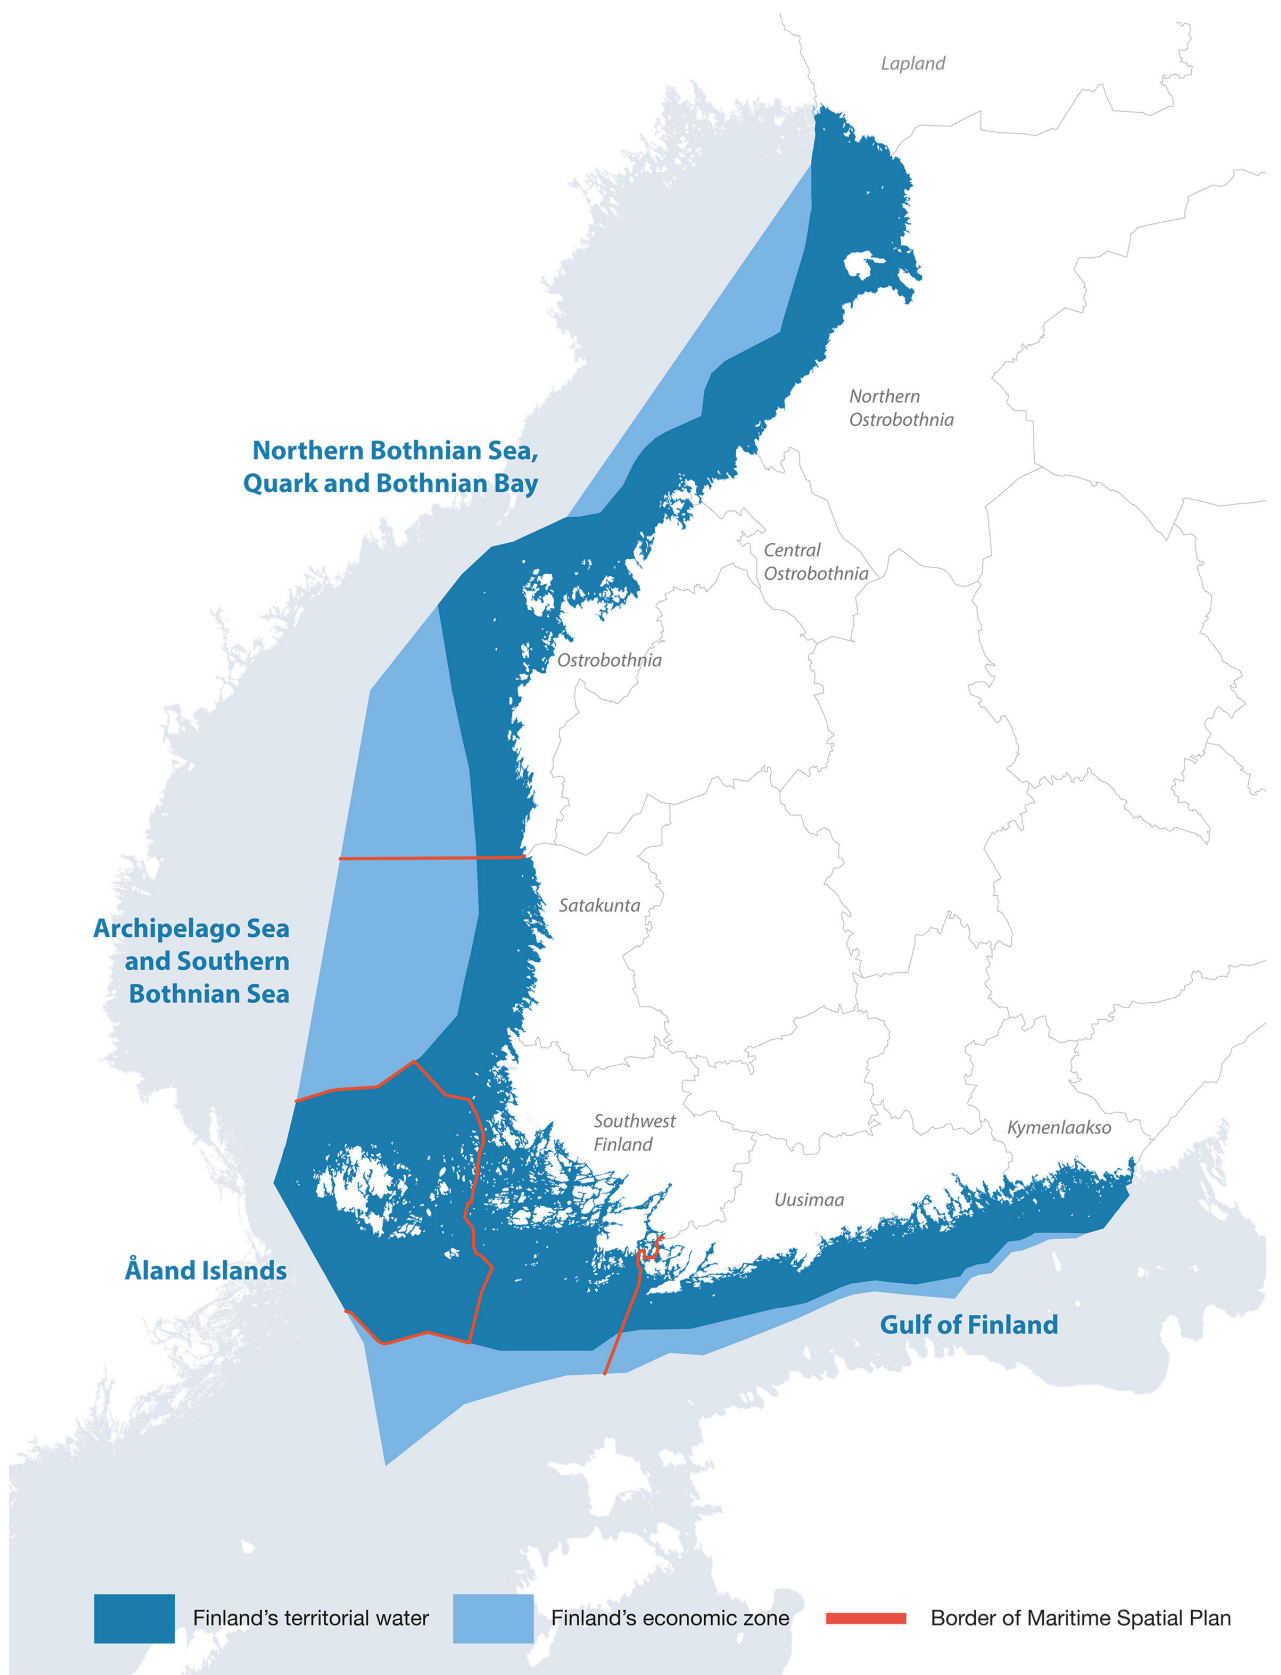 Lapland
Northern
Ostrobothnia
Northern Bothnian Sea,
Quark and Bothnian Bay
Central
Ostrobothnia
Ostrobothnia
Satakunta
Archipelago Sea
and Southern
Bothnian Sea
Southwest
Finland
Kymenlaakso
Uusimaa
Åland Islands
Gulf of Finland
Finland's territorial water
Finland's economic zone
Border of Maritime Spatial Plan